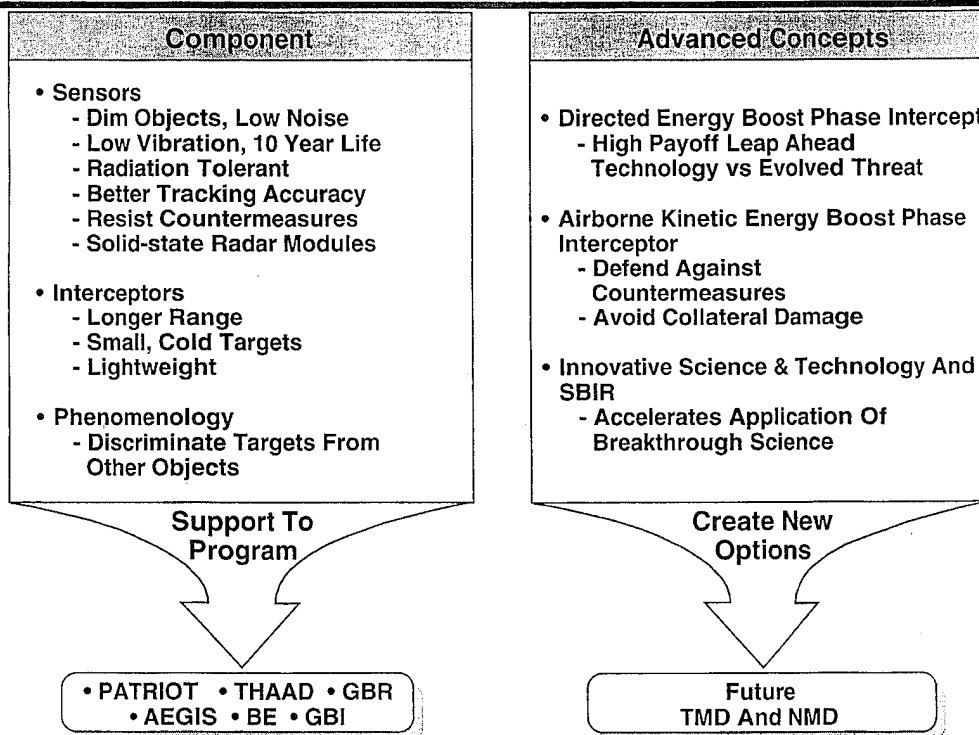 Component
• Sensors
- Dim Objects, Low Noise
- Low Vibration, 10 Year Life
- Radiation Tolerant
- Better Tracking Accuracy
- Resist Countermeasures
- Solid-state Radar Modules
• Interceptors
- Longer Range
- Small, Cold Targets
- Lightweight
• Phenomenology
- Discriminate Targets From
Other Objects
Support To
Program
• PATRIOT • THAAD • GBR
• AEGIS • BE • GBI
Advanced Concepts
• Directed Energy Boost Phase Intercept
- High Payoff Leap Ahead
Technology vs Evolved Threat
• Airborne Kinetic Energy Boost Phase
Interceptor
- Defend Against
Countermeasures
- Avoid Collateral Damage
• Innovative Science & Technology And
SBIR
- Accelerates Application Of
Breakthrough Science
Create New
Options
Future
TMD And NMD